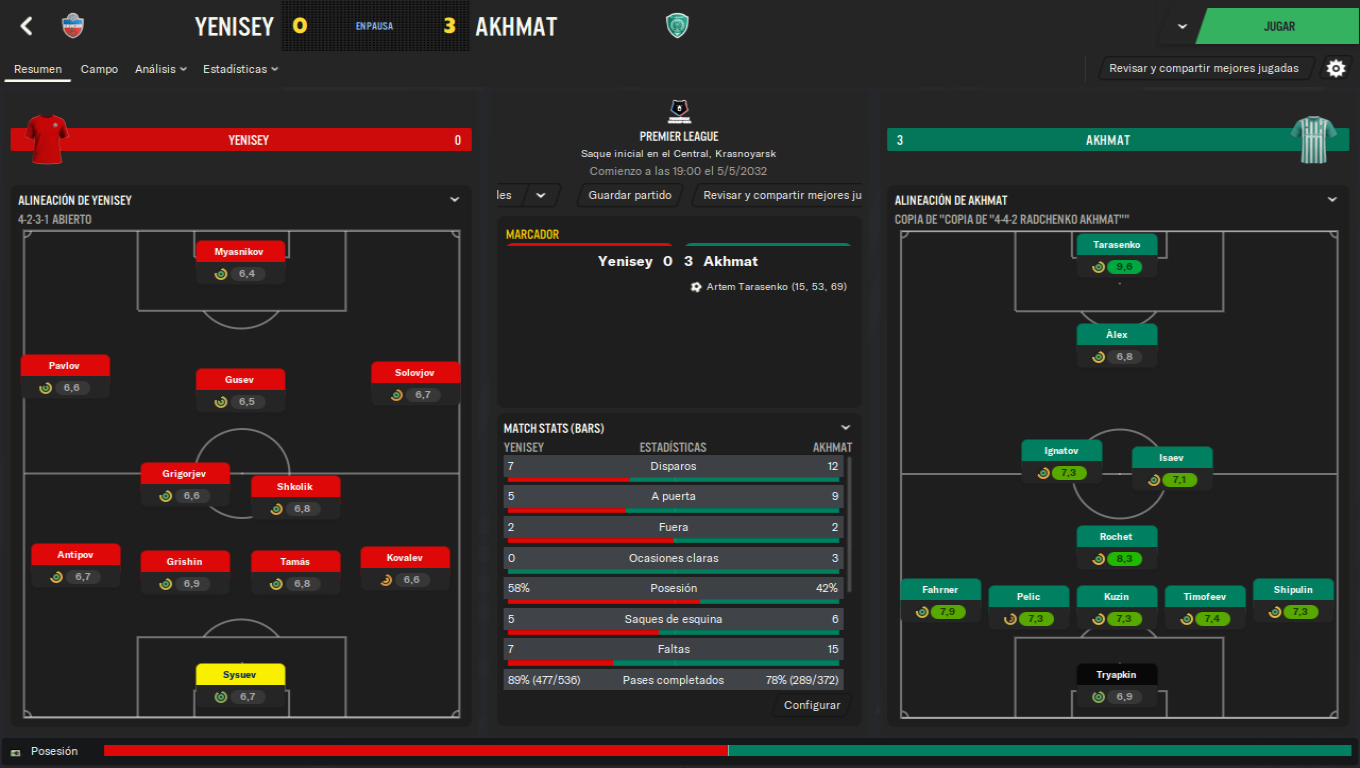 YENISEY 0 EN PAUSA 3 AKHMAT
JUGAR
Resumen Campo Análisis Estadísticas
Revisar y compartir mejores jugadas
YENISEY 0
PREMIER LEAGUE
Saque inicial en el Central, Krasnoyarsk
Comienzo a las 19:00 el 5/5/2032
les Guardar partido Revisar y compartir mejores ju
3 AKHMAT
ALINEACIÓN DE YENISEY
4-2-3-1 ABIERTO
Myasnikov
6,4
Pavlov
6,6
Gusev
6,5
Solovjov
6,7
Grigorjev
6,6
Shkolik
6,8
Antipov
6,7
Grishin
6,9
Tamás
6,8
Kovalev
6,6
Sysuev
6,7
MARCADOR
Yenisey 0 3 Akhmat
Artem Tarasenko (15, 53, 69)
MATCH STATS (BARS)
YENISEY ESTADÍSTICAS AKHMAT
7 Disparos 12
5 A puerta 9
2 Fuera 2
0 Ocasiones claras 3
58% Posesión 42%
5 Saques de esquina 6
7 Faltas 15
89% (477/536) Pases completados 78% (289/372)
Configurar
ALINEACIÓN DE AKHMAT
COPIA DE "COPIA DE "4-4-2 RADCHENKO AKHMAT""
Tarasenko
9,6
Àlex
6,8
Ignatov
7,3
Isaev
7,1
Rochet
8,3
Fahrner
7,9
Pelic
7,3
Kuzin
7,3
Timofeev
7,4
Shipulin
7,3
Tryapkin
6,9
Posesión